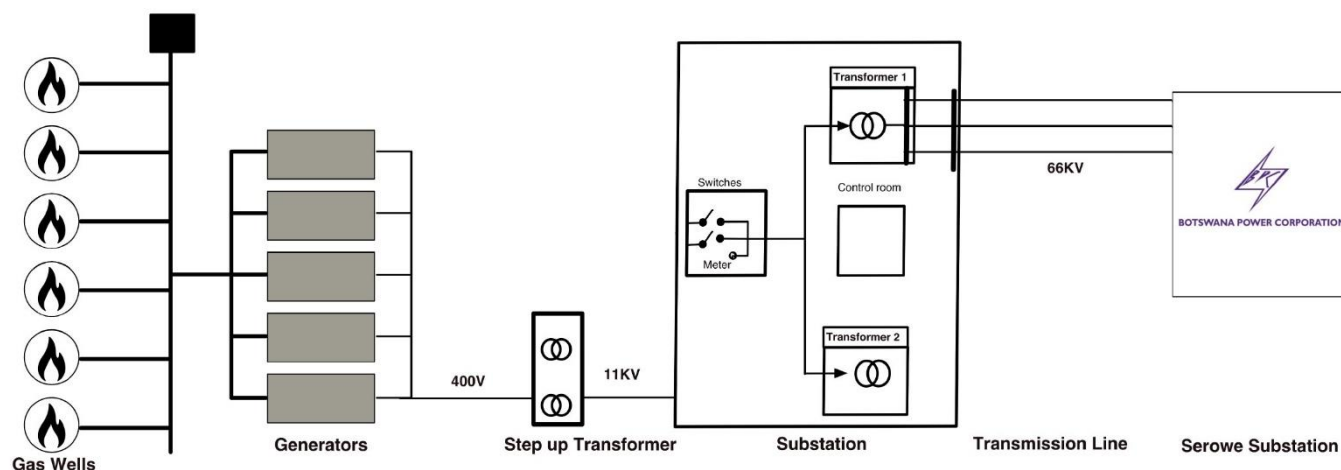 Transformer 1
Switches
Meter
Control room
66KV
BPC
BOTSWANA POWER CORPORATION
Transformer 2
400V
11KV
Gas Wells
Generators
Step up Transformer
Substation
Transmission Line
Serowe Substation